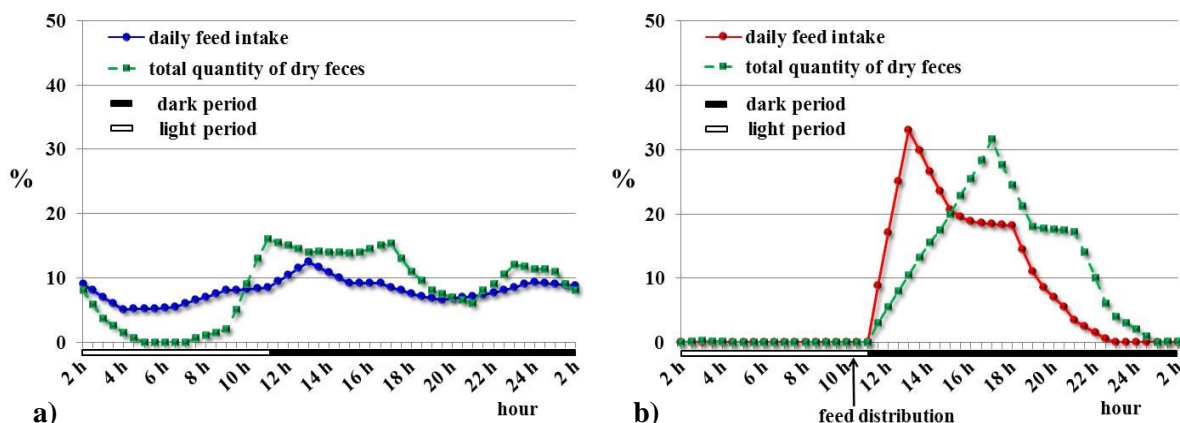 50
daily feed intake
total quantity of dry feces
40
dark period
light period
30
%
20
10
0
2 h
4 h
6 h
8 h
10 h
12 h
14 h
16 h
18 h
20 h
22 h
24 h
2 h
hour
a)
50
daily feed intake
total quantity of dry feces
40
dark period
light period
30
%
20
10
0
2 h
4 h
6 h
8 h
10 h
12 h
14 h
16 h
18 h
20 h
22 h
24 h
2 h
hour
feed distribution
b)